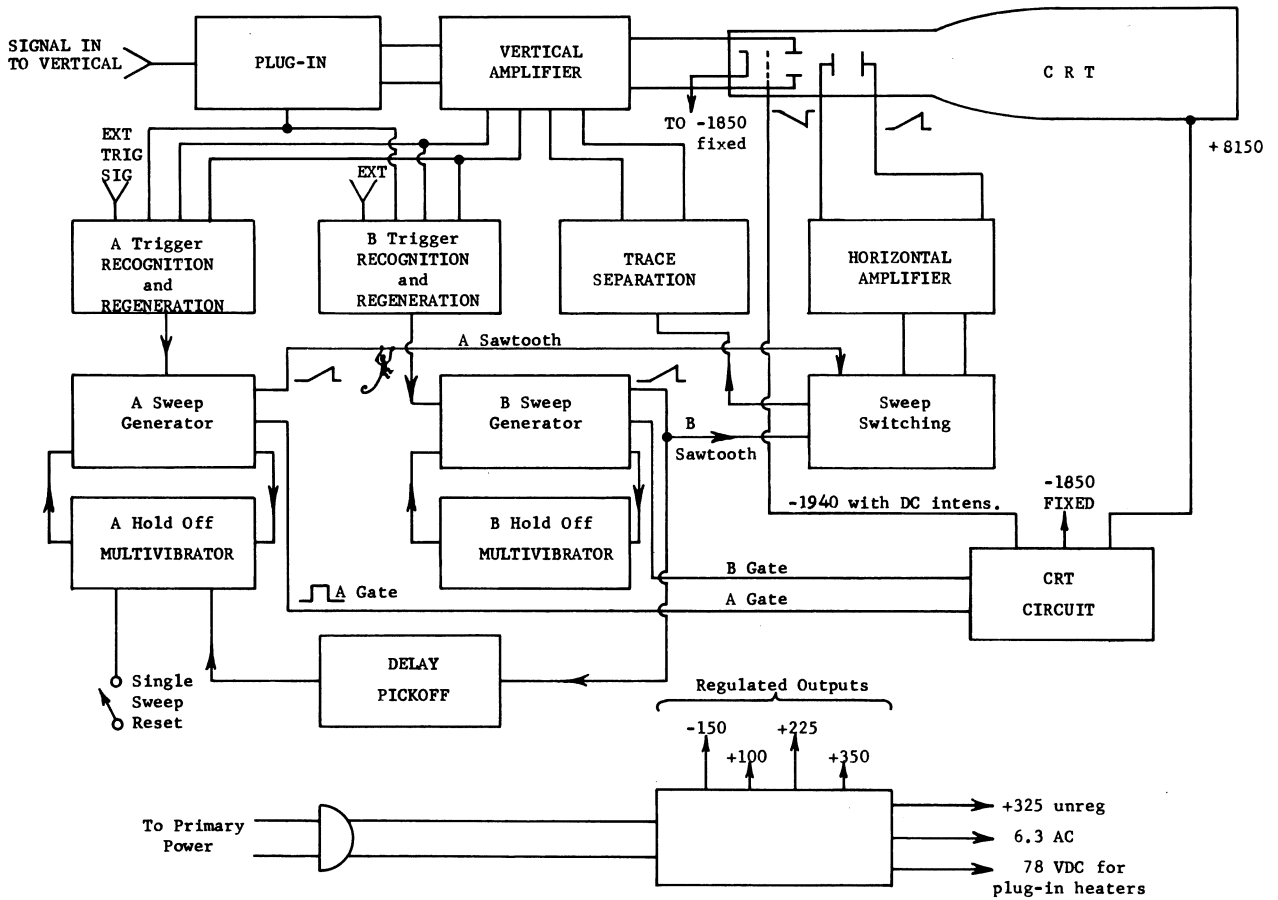 SIGNAL IN
TO VERTICAL
PLUG-IN
VERTICAL
AMPLIFIER
C R T
TO -1850
fixed
+8150
EXT
TRIG
SIG
EXT
A Trigger
RECOGNITION
and
REGENERATION
B Trigger
RECOGNITION
and
REGENERATION
TRACE
SEPARATION
HORIZONTAL
AMPLIFIER
A Sawtooth
A Sweep
Generator
B Sweep
Generator
B
Sawtooth
Sweep
Switching
A Hold Off
MULTIVIBRATOR
B Hold Off
MULTIVIBRATOR
-1940 with DC intens.
-1850
FIXED
B Gate
A Gate
A Gate
CRT
CIRCUIT
Single
Sweep
Reset
DELAY
PICKOFF
Regulated Outputs
-150
+100
+225
+350
To Primary
Power
+325 unreg
6.3 AC
78 VDC for
plug-in heaters